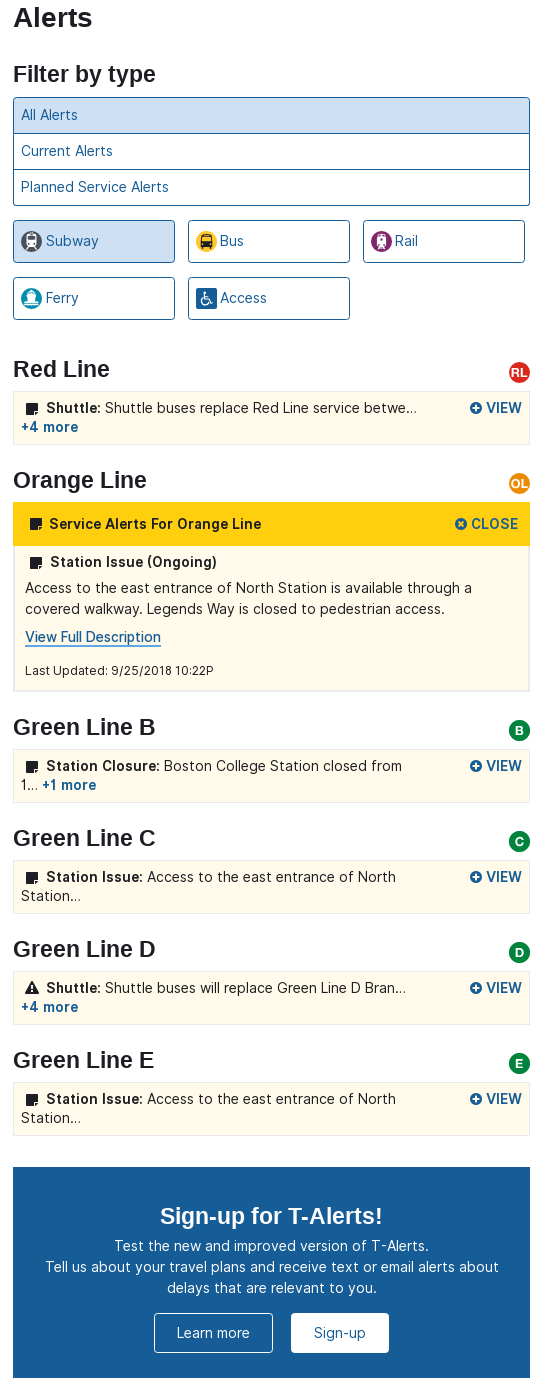 Alerts
Filter by type
All Alerts
Current Alerts
Planned Service Alerts
Subway
Bus
Rail
Ferry
Access
Red Line
RL
Shuttle: Shuttle buses replace Red Line service betwe…
VIEW
+4 more
Orange Line
OL
Service Alerts For Orange Line
CLOSE
Station Issue (Ongoing)
Access to the east entrance of North Station is available through a
covered walkway. Legends Way is closed to pedestrian access.
View Full Description
Last Updated: 9/25/2018 10:22P
Green Line B
B
Station Closure: Boston College Station closed from
VIEW
1… +1 more
Green Line C
C
Station Issue: Access to the east entrance of North
VIEW
Station…
Green Line D
D
Shuttle: Shuttle buses will replace Green Line D Bran…
VIEW
+4 more
Green Line E
E
Station Issue: Access to the east entrance of North
VIEW
Station…
Sign-up for T-Alerts!
Test the new and improved version of T-Alerts.
Tell us about your travel plans and receive text or email alerts about
delays that are relevant to you.
Learn more
Sign-up